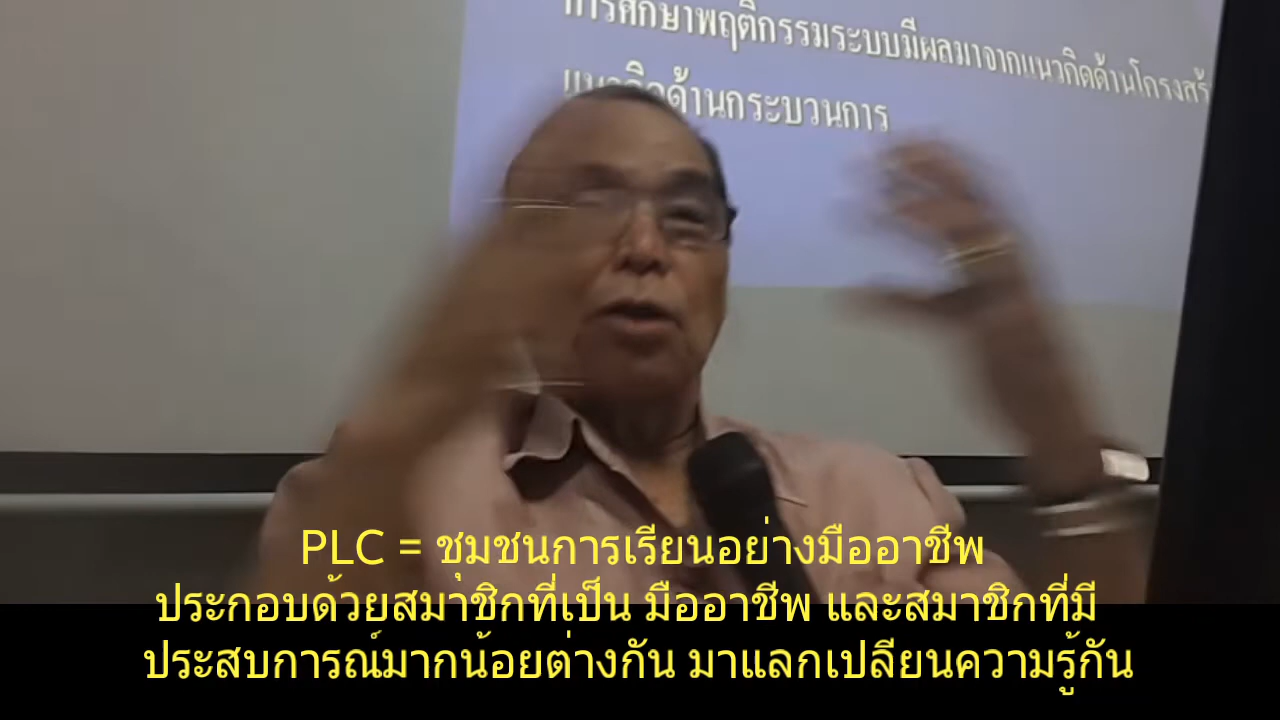 การศึกษาพฤติกรรมระบบมีผลมาจากแนวคิดด้านโครงสร้
แนวคิดด้านกระบวนการ
PLC = ชุมชนการเรียนอย่างมืออาชีพ
ประกอบด้วยสมาชิกที่เป็น มืออาชีพ และสมาชิกที่มี
ประสบการณ์มากน้อยต่างกัน มาแลกเปลียนความรู้กัน